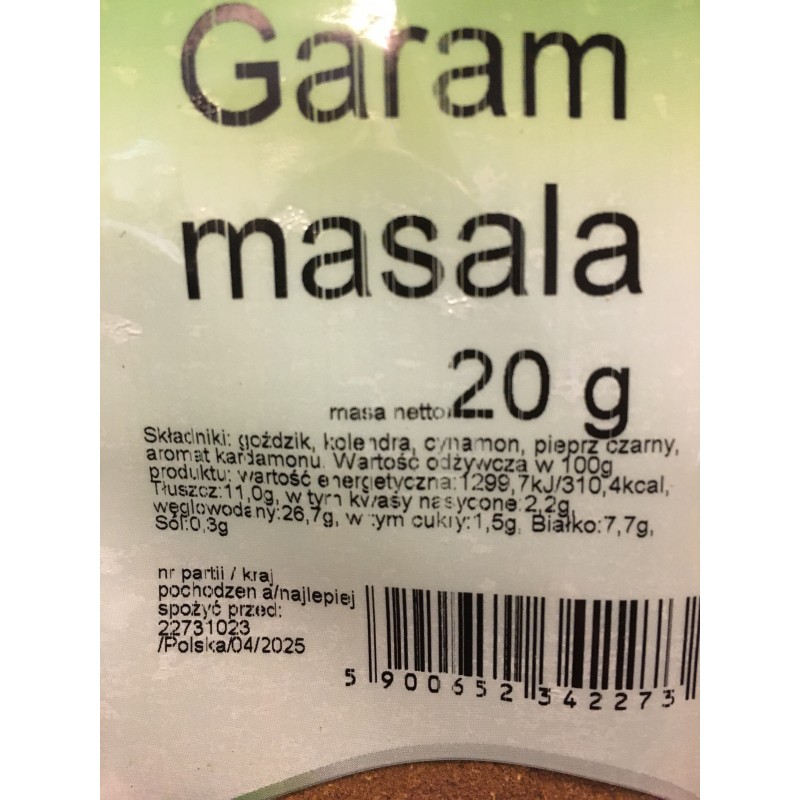 Garam
masala
masa netto: 20 g
Składniki: goździk, kolendra, cynamon, pieprz czarny,
aromat kardamonu. Wartość odżywcza w 100g
produktu: wartość energetyczna:1299,7kJ/310,4kcal,
Tłuszcz:11,0g, w tym kwasy nasycone:2,2g,
węglowodany:26,7g, w tym cukry:1,5g, Białko:7,7g,
Sól:0,3g
nr partii / kraj
pochodzenia/najlepiej
spożyć przed:
22731023
/Polska/04/2025
5 900652 342273